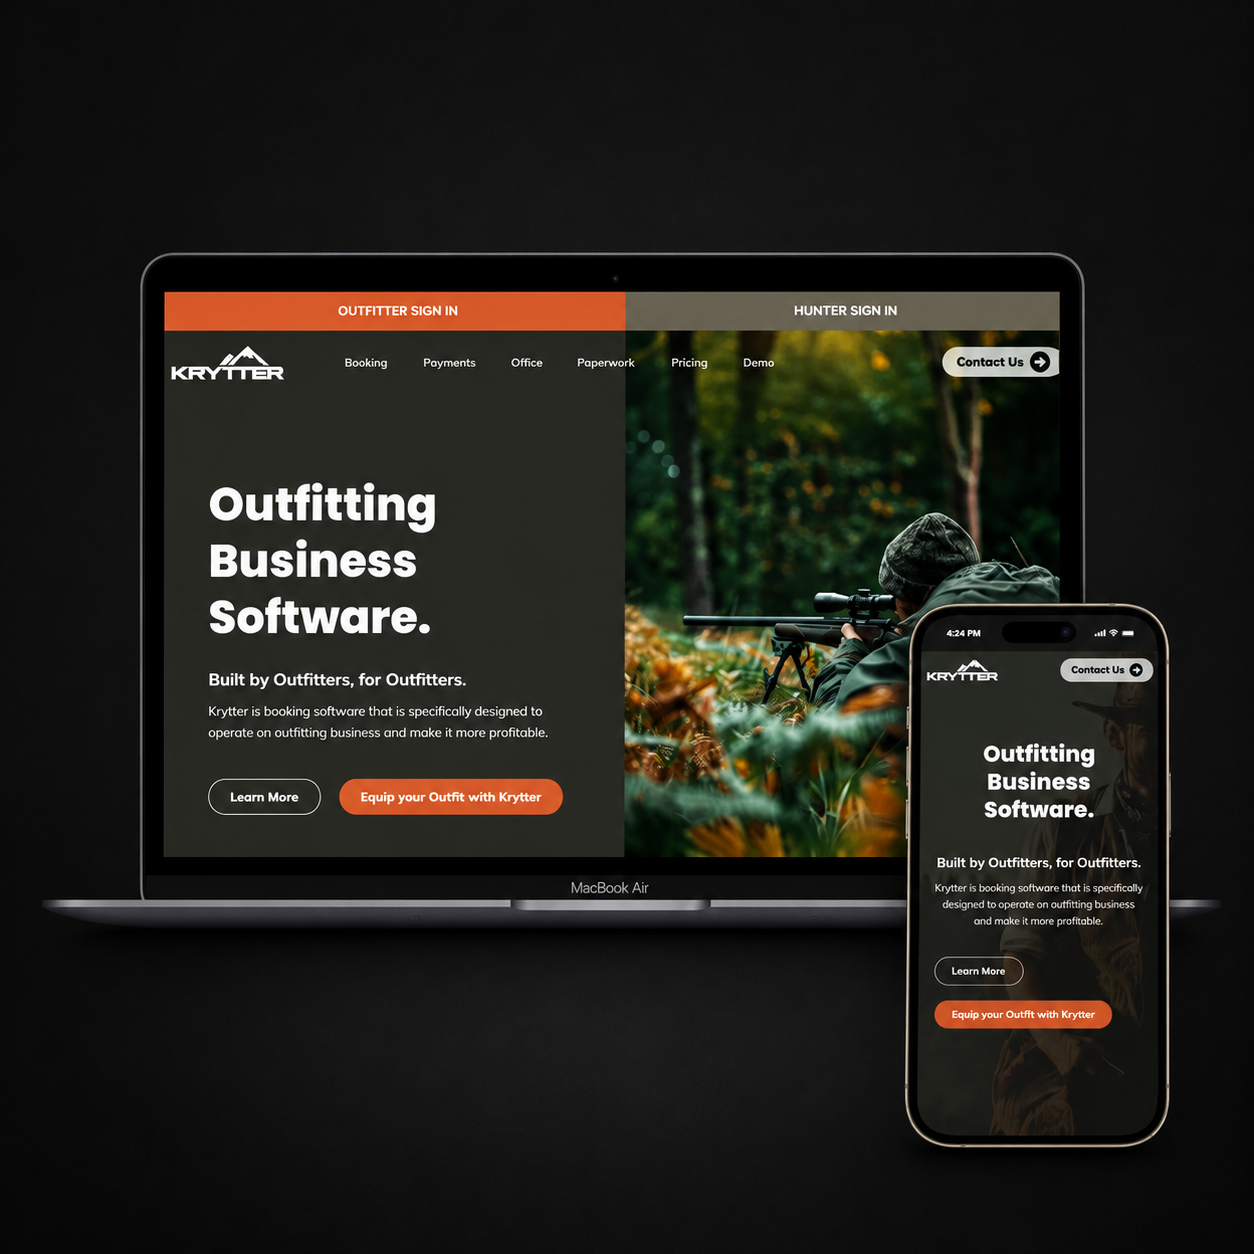 OUTFITTER SIGN IN
HUNTER SIGN IN
KRYTTER
Booking
Payments
Office
Paperwork
Pricing
Demo
Contact Us
Outfitting
Business
Software.
Built by Outfitters, for Outfitters.
Krytter is booking software that is specifically designed to
operate on outfitting business and make it more profitable.
Learn More
Equip your Outfit with Krytter
MacBook Air
4:24 PM
KRYTTER
Contact Us
Outfitting
Business
Software.
Built by Outfitters, for Outfitters.
Krytter is booking software that is specifically
designed to operate on outfitting business
and make it more profitable.
Learn More
Equip your Outfit with Krytter